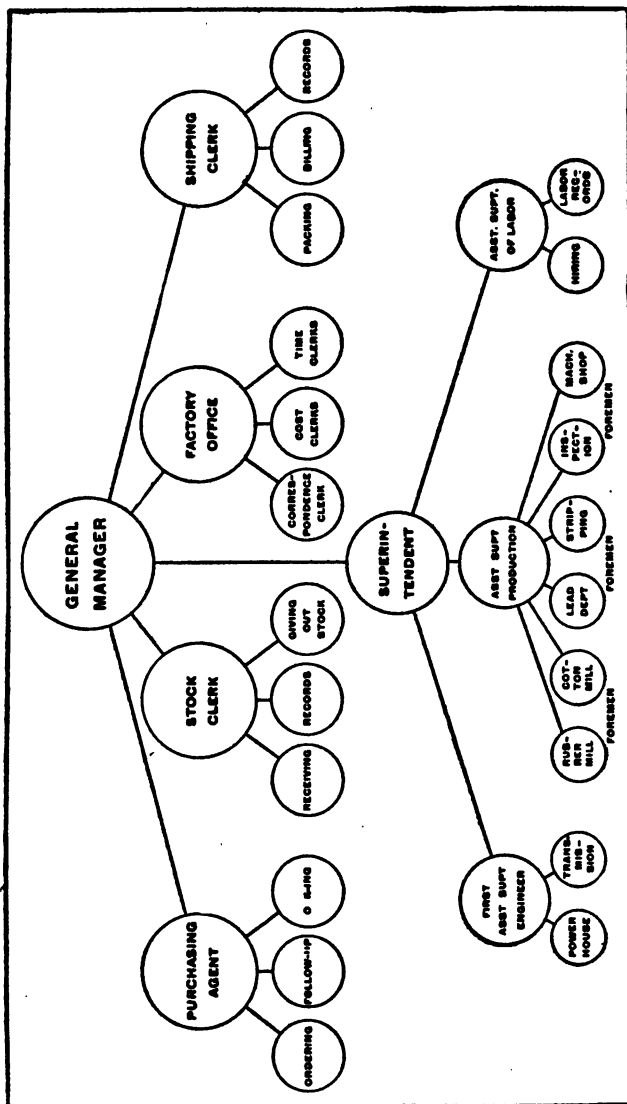 GENERAL
MANAGER
PURCHASING
AGENT
STOCK
CLERK
FACTORY
OFFICE
SHIPPING
CLERK
ORDERING
FOLLOW-UP
O K-ING
RECEIVING
RECORDS
GIVING
OUT
STOCK
CORRES-
PONDENCE
CLERK
COST
CLERKS
TIME
CLERKS
PACKING
BILLING
RECORDS
SUPERIN-
TENDENT
FIRST
ASST SUPT
ENGINEER
ASST SUPT
PRODUCTION
ASST. SUPT.
OF LABOR
POWER
HOUSE
TRANS-
MIS-
SION
RUB-
BER
MILL
COT-
TON
MILL
LEAD
DEPT
STRIP-
PING
INS-
PECT-
ION
MACH.
SHOP
HIRING
LABOR
REC-
ORDS
FOREMEN
FOREMEN
FOREMEN